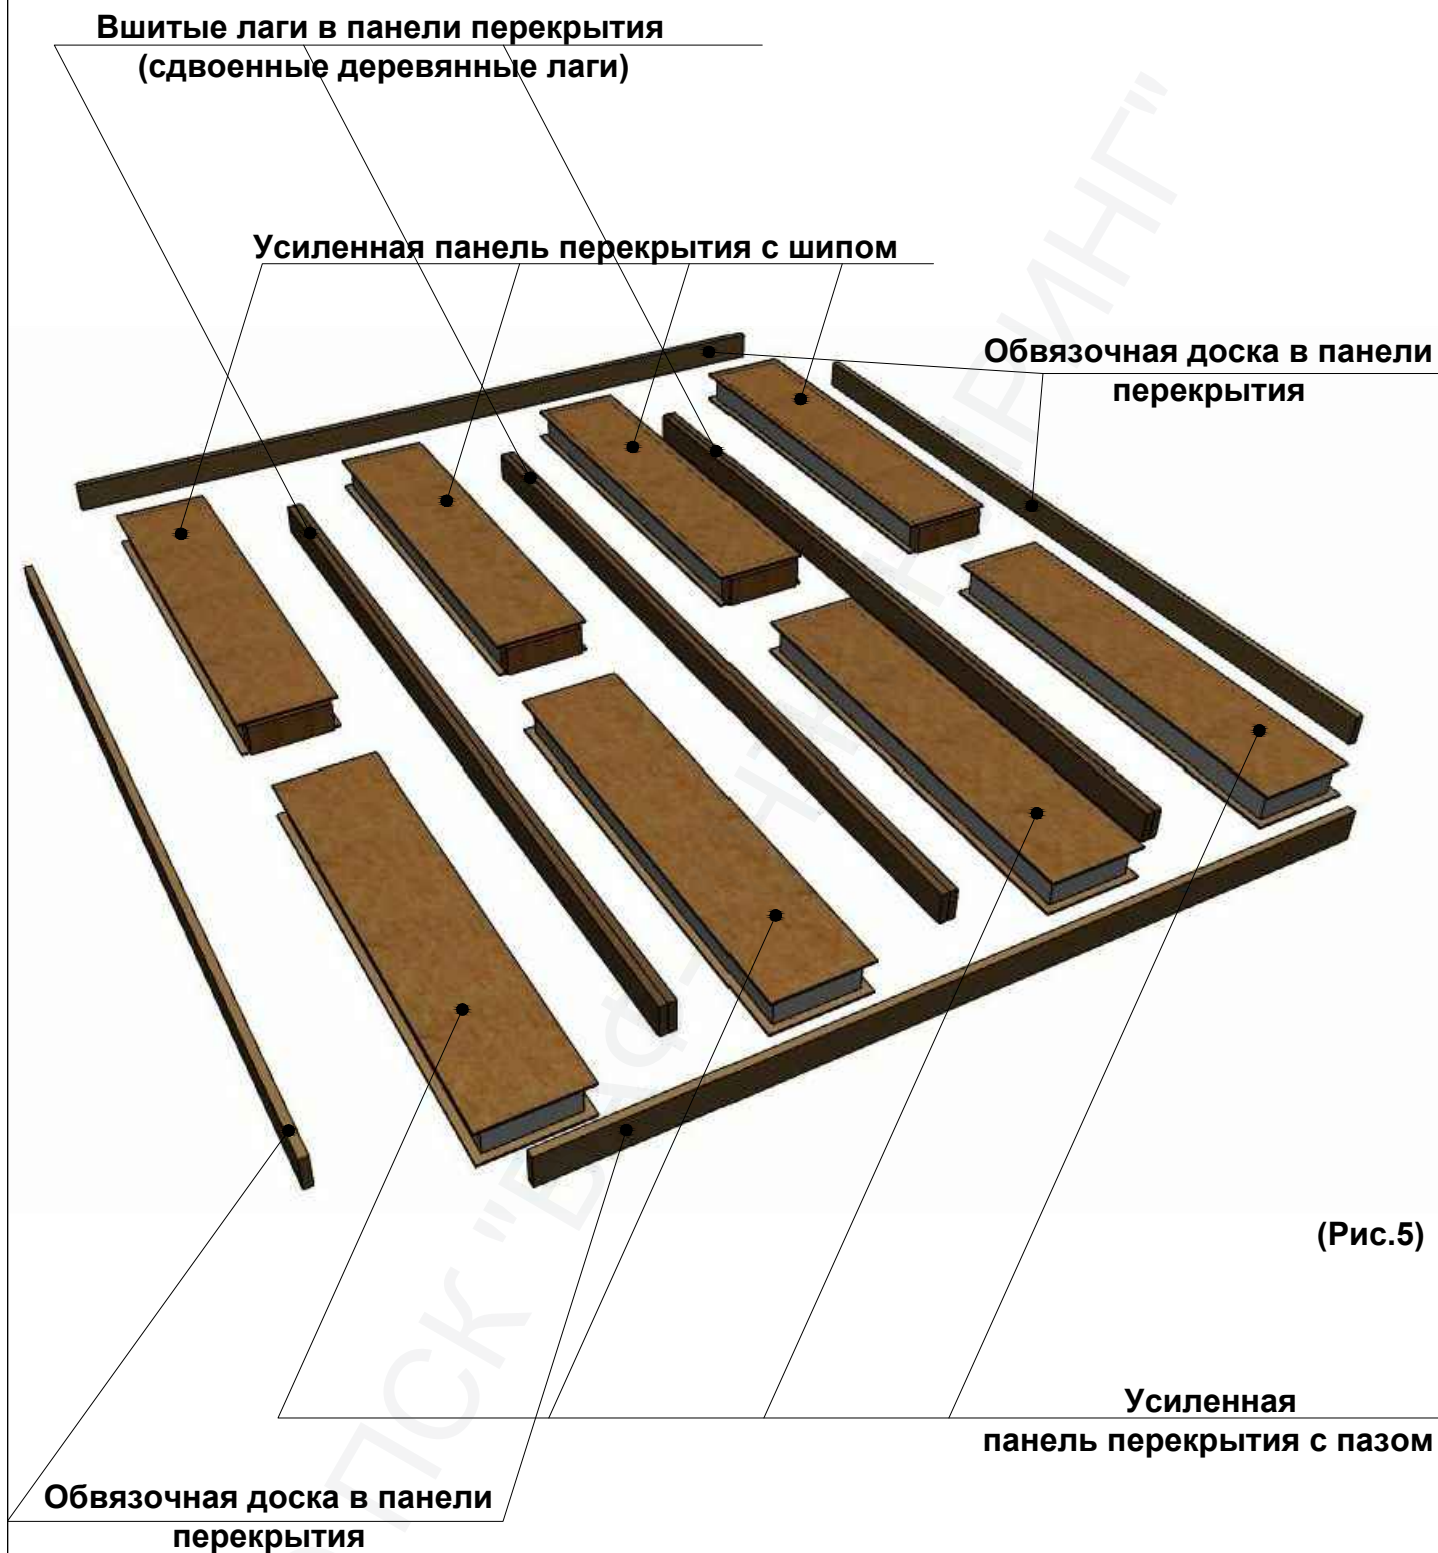 Вшитые лаги в панели перекрытия
(сдвоенные деревянные лаги)
Усиленная панель перекрытия с шипом
Обвязочная доска в панели
перекрытия
(Рис.5)
Усиленная
панель перекрытия с пазом
Обвязочная доска в панели
перекрытия
ПСК "